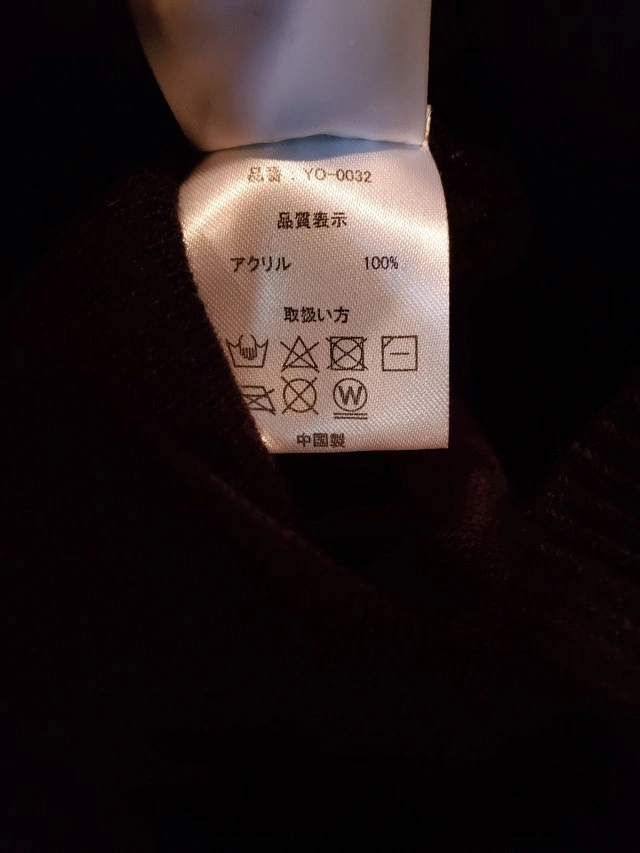 品番：YO-0032
品質表示
アクリル 100%
取扱い方
W
中国製